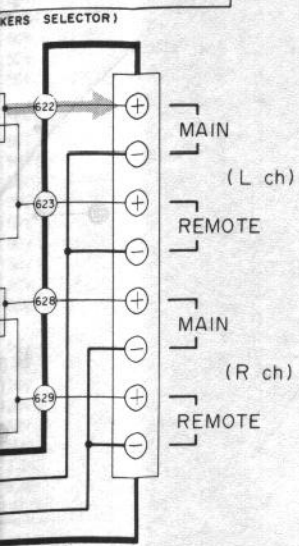 KERS SELECTOR)
622 +
MAIN
-
(L ch)
623 +
REMOTE
-
628 +
MAIN
-
(R ch)
629 +
REMOTE
-